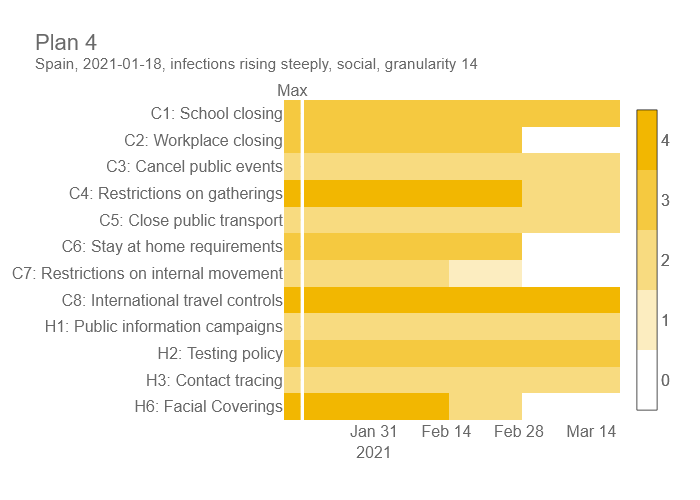 Plan 4
Spain, 2021-01-18, infections rising steeply, social, granularity 14
Max
C1: School closing
C2: Workplace closing
C3: Cancel public events
C4: Restrictions on gatherings
C5: Close public transport
C6: Stay at home requirements
C7: Restrictions on internal movement
C8: International travel controls
H1: Public information campaigns
H2: Testing policy
H3: Contact tracing
H6: Facial Coverings
Jan 31 Feb 14 Feb 28 Mar 14
2021
4
3
2
1
0